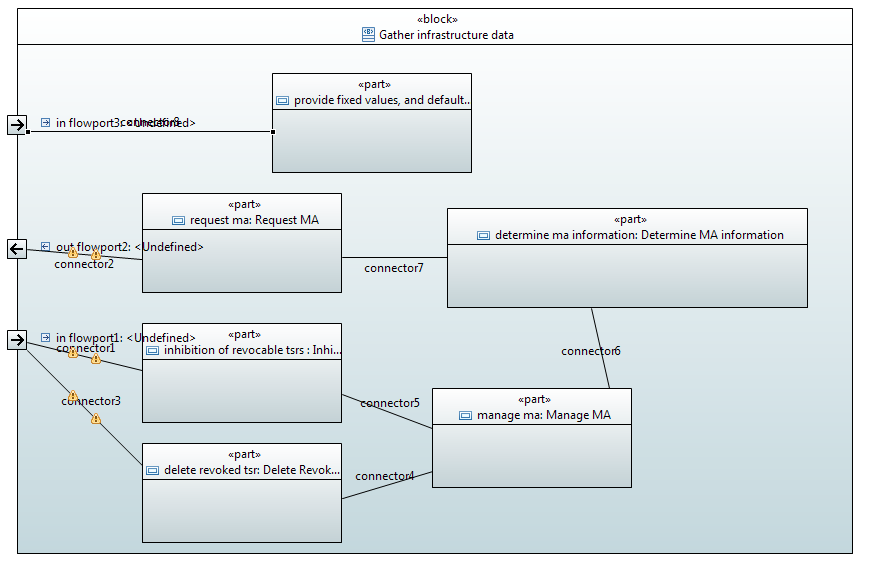 «block»
Gather infrastructure data
«part»
provide fixed values, and default...
in flowport3: <Undefined>
connector8
«part»
request ma: Request MA
«part»
determine ma information: Determine MA information
out flowport2: <Undefined>
connector2
connector7
«part»
inhibition of revocable tsrs : Inhi...
in flowport1: <Undefined>
connector1
connector6
connector3
connector5
«part»
manage ma: Manage MA
«part»
delete revoked tsr: Delete Revok...
connector4